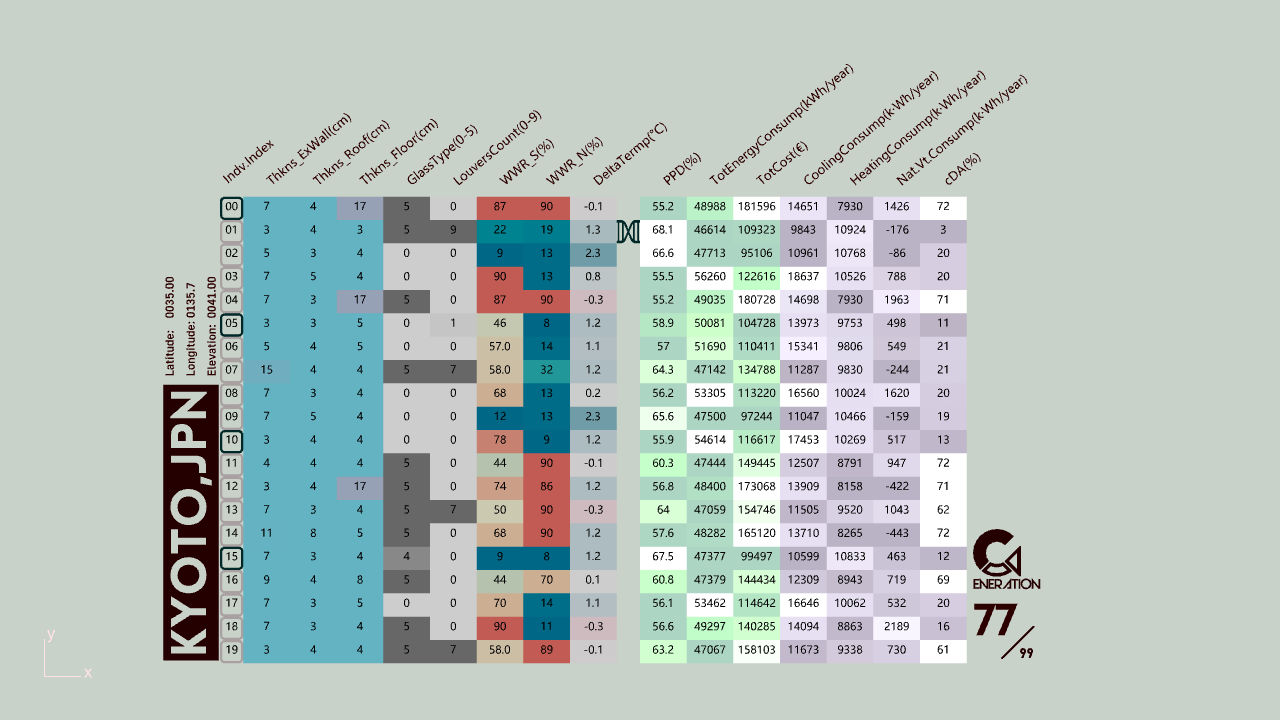 Indv.Index Thkns_ExWall(cm) Thkns_Roof(cm) Thkns_Floor(cm) GlassType(0-5) LouversCount(0-9) WWR_S(%) WWR_N(%) DeltaTermp(°C) PPD(%) TotEnergyConsump(kWh/year) TotCost(€) CoolingConsump(k·Wh/year) HeatingConsump(k·Wh/year) Nat.Vt.Consump(k·Wh/year) cDA(%)
00 7 4 17 5 0 87 90 -0.1 55.2 48988 181596 14651 7930 1426 72
01 3 4 3 5 9 22 19 1.3 68.1 46614 109323 9843 10924 -176 3
02 5 3 4 0 0 9 13 2.3 66.6 47713 95106 10961 10768 -86 20
03 7 5 4 0 0 90 13 0.8 55.5 56260 122616 18637 10526 788 20
04 7 3 17 5 0 87 90 -0.3 55.2 49035 180728 14698 7930 1963 71
05 3 3 5 0 1 46 8 1.2 58.9 50081 104728 13973 9753 498 11
06 5 4 5 0 0 57.0 14 1.1 57 51690 110411 15341 9806 549 21
07 15 4 4 5 7 58.0 32 1.2 64.3 47142 134788 11287 9830 -244 21
08 7 3 4 0 0 68 13 0.2 56.2 53305 113220 16560 10024 1620 20
09 7 5 4 0 0 12 13 2.3 65.6 47500 97244 11047 10466 -159 19
10 3 4 4 0 0 78 9 1.2 55.9 54614 116617 17453 10269 517 13
11 4 4 4 5 0 44 90 -0.1 60.3 47444 149445 12507 8791 947 72
12 3 4 17 5 0 74 86 -0.3 56.8 48400 173068 13909 8158 -422 71
13 7 3 4 5 7 50 90 -0.3 64 47059 154746 11505 9520 1043 62
14 11 8 5 5 0 68 90 1.2 57.6 48282 165120 13710 8265 -443 72
15 7 3 4 4 0 9 8 1.2 67.5 47377 99497 10599 10833 463 12
16 9 4 8 5 0 44 70 0.1 60.8 47379 144434 12309 8943 719 69
17 7 3 5 0 0 70 14 1.1 56.1 53462 114642 16646 10062 532 20
18 7 3 4 5 0 90 11 -0.3 56.6 49297 140285 14094 8863 2189 16
19 3 4 4 5 7 58.0 89 -0.1 63.2 47067 158103 11673 9338 730 61
Latitude: 0035.00
Longitude: 0135.7
Elevation: 0041.00
KYOTO,JPN
G
ENERATION
77/99
y
x